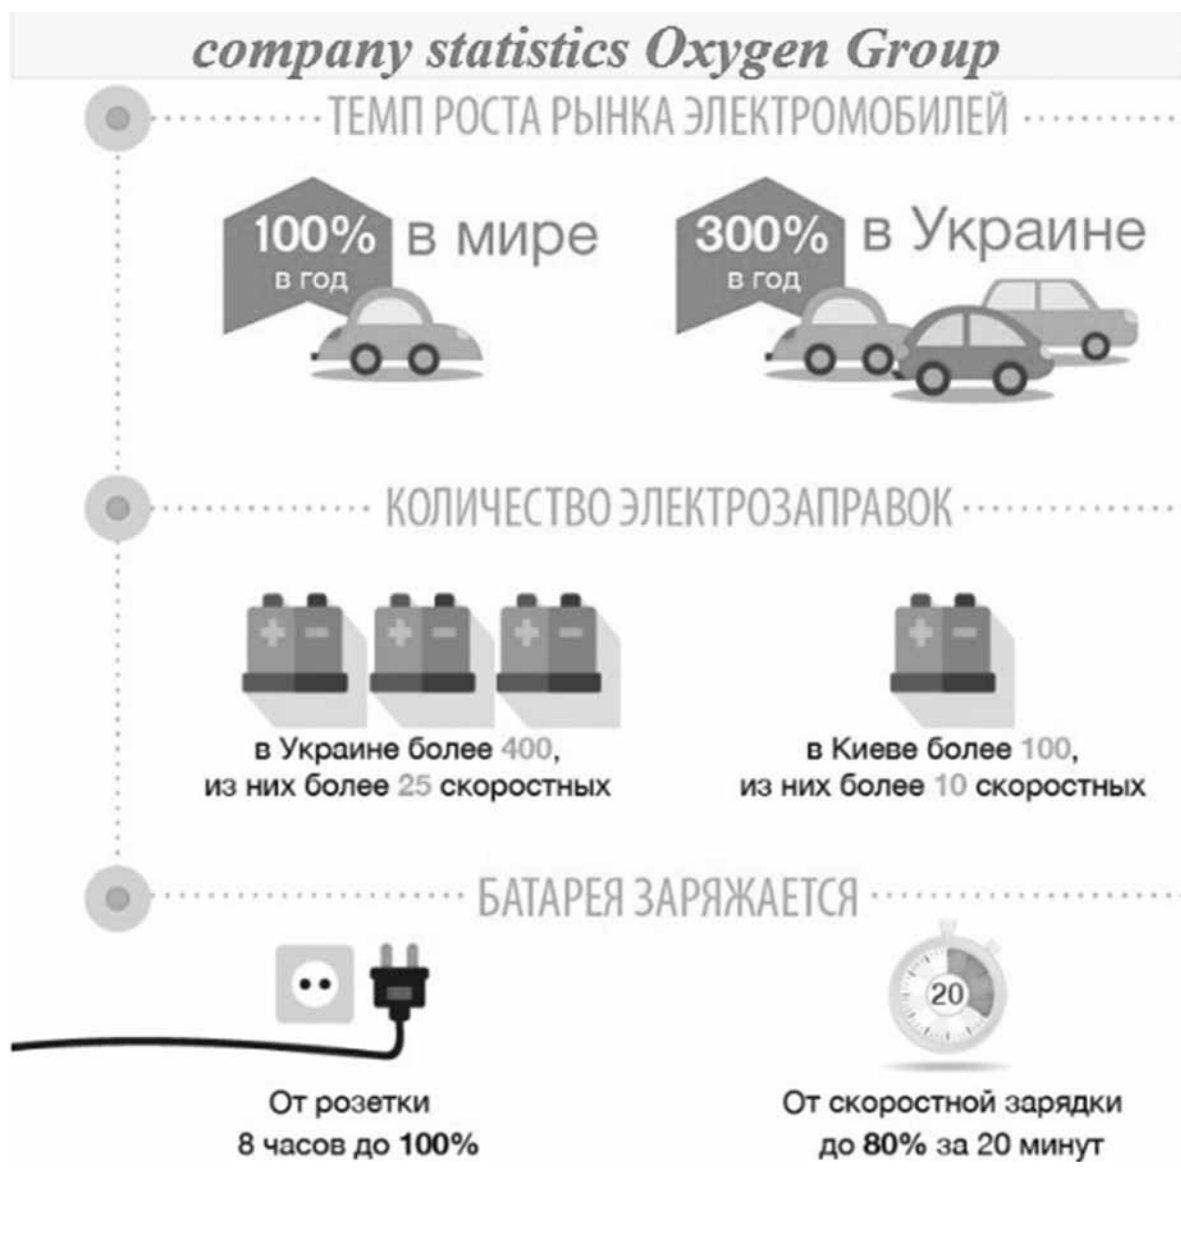 company statistics Oxygen Group
ТЕМП РОСТА РЫНКА ЭЛЕКТРОМОБИЛЕЙ
100% в год
в мире
300% в год
в Украине
КОЛИЧЕСТВО ЭЛЕКТРОЗАПРАВОК
в Украине более 400,
из них более 25 скоростных
в Киеве более 100,
из них более 10 скоростных
БАТАРЕЯ ЗАРЯЖАЕТСЯ
20
От розетки
8 часов до 100%
От скоростной зарядки
до 80% за 20 минут